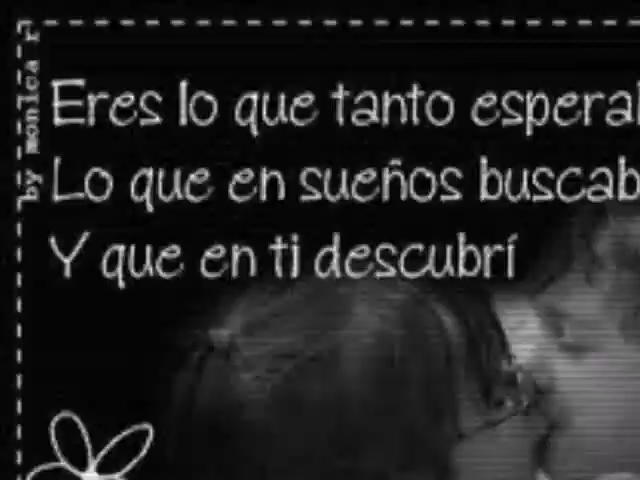 Eres lo que tanto espera
Lo que en sueños buscab
Y que en ti descubrí
by monica r